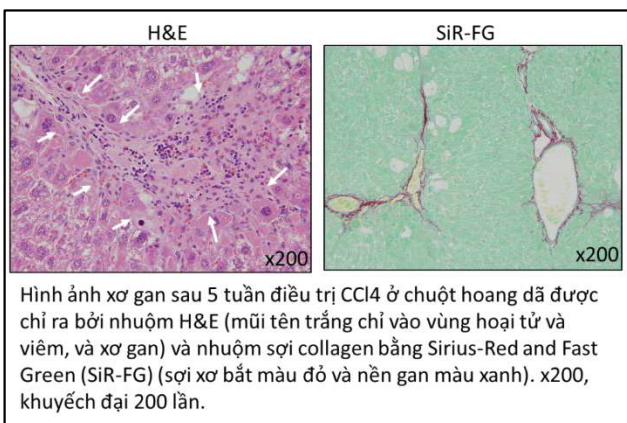 H&E
SiR-FG
x200
x200
Hình ảnh xơ gan sau 5 tuần điều trị CCl4 ở chuột hoang dã được
chỉ ra bởi nhuộm H&E (mũi tên trắng chỉ vào vùng hoại tử và
viêm, và xơ gan) và nhuộm sợi collagen bằng Sirius-Red and Fast
Green (SiR-FG) (sợi xơ bắt màu đỏ và nền gan màu xanh). x200,
khuyếch đại 200 lần.